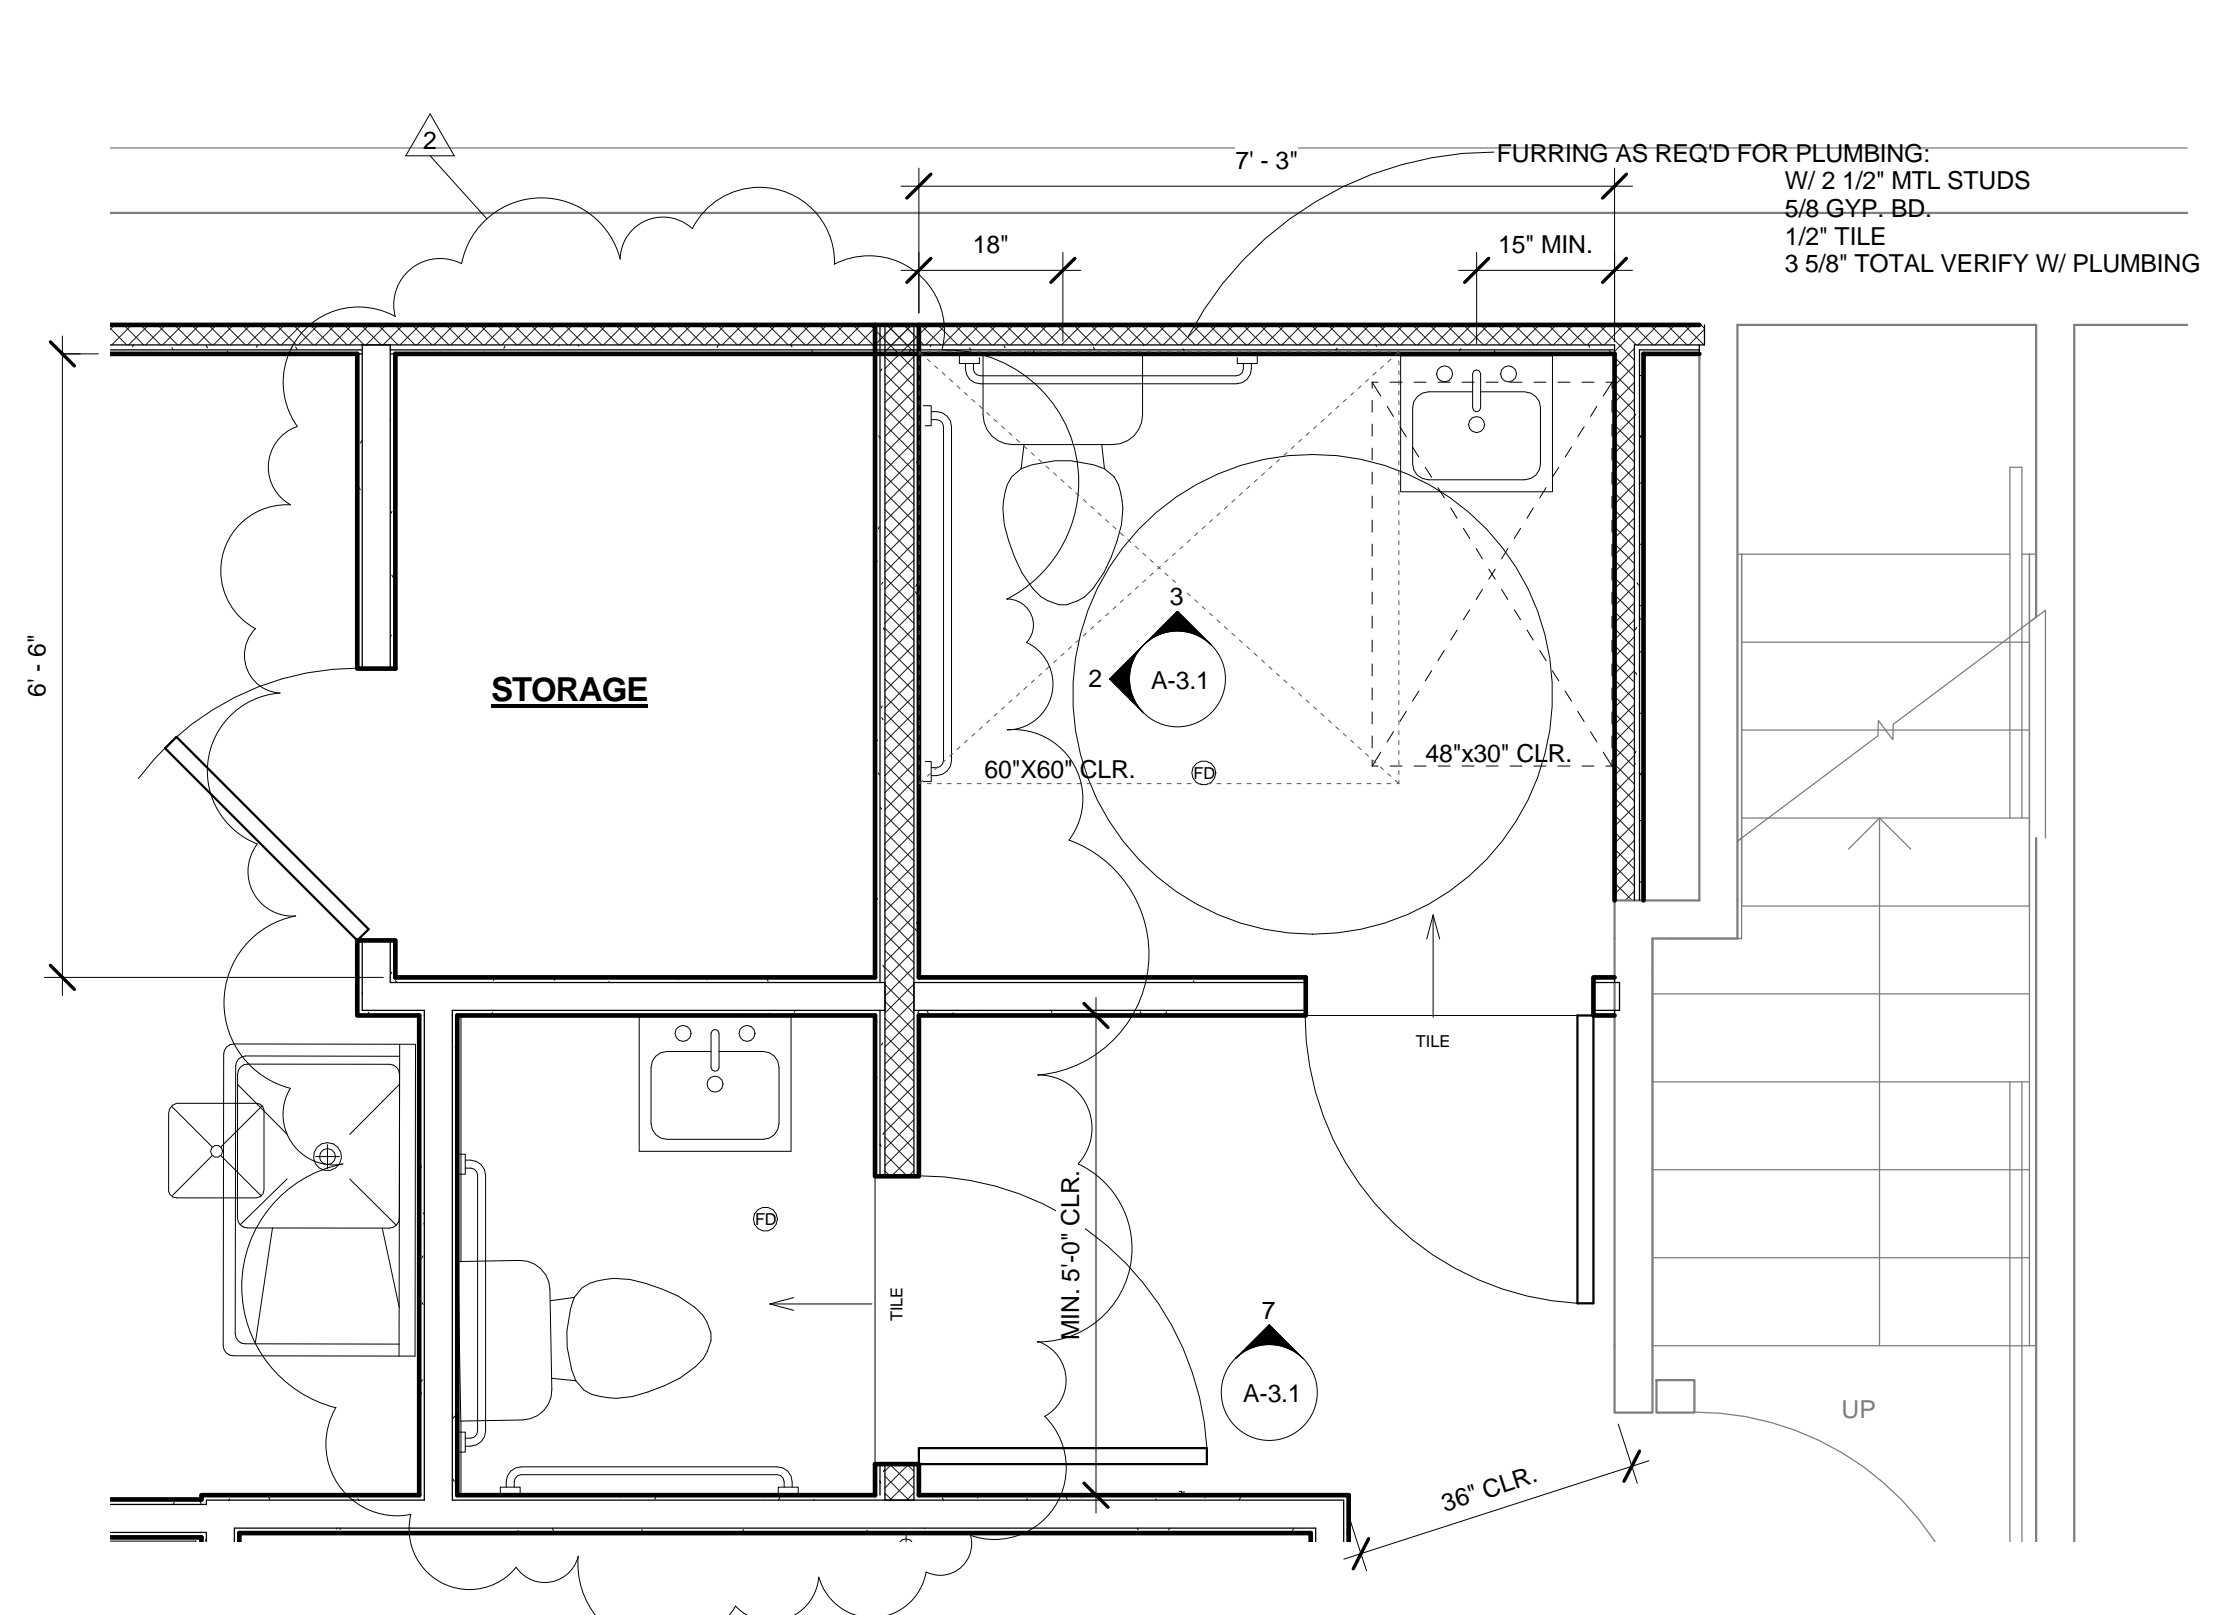 2
7' - 3"
FURRING AS REQ'D FOR PLUMBING:
W/ 2 1/2" MTL STUDS
5/8 GYP. BD.
1/2" TILE
3 5/8" TOTAL VERIFY W/ PLUMBING
18"
15" MIN.
6' - 6"
STORAGE
3
2
A-3.1
60"X60" CLR.
FD
48"x30" CLR.
TILE
FD
TILE
MIN. 5'-0" CLR.
7
A-3.1
36" CLR.
UP